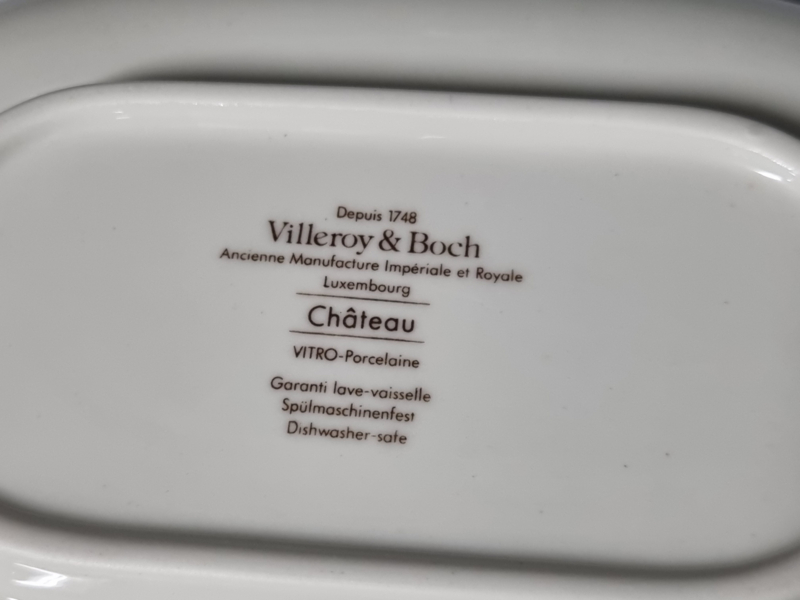 Depuis 1748
Villeroy & Boch
Ancienne Manufacture Impériale et Royale
Luxembourg
Château
VITRO-Porcelaine
Garanti lave-vaisselle
Spülmaschinenfest
Dishwasher-safe